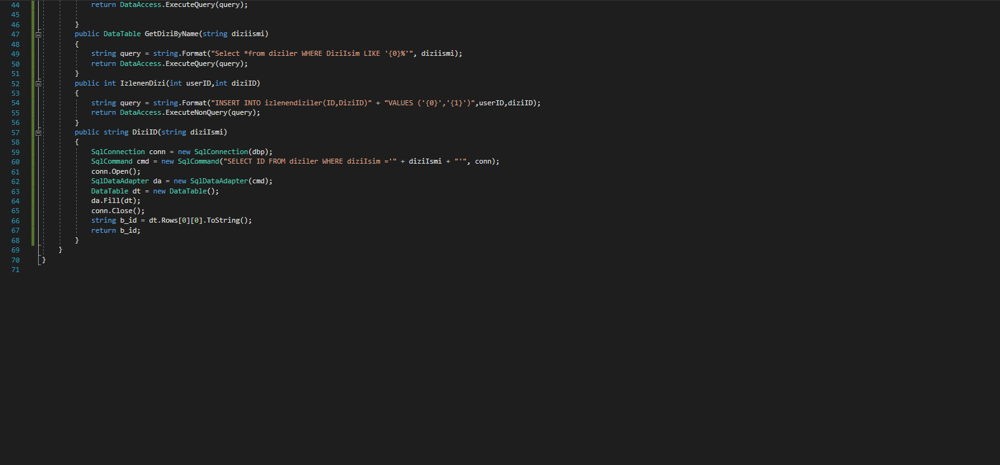 44 return DataAccess.ExecuteQuery(query);
45
46 }
47 public DataTable GetDiziByName(string diziismi)
48 {
49 string query = string.Format("Select *from diziler WHERE DiziIsim LIKE '{0}%'", diziismi);
50 return DataAccess.ExecuteQuery(query);
51 }
52 public int IzlenenDizi(int userID,int diziID)
53 {
54 string query = string.Format("INSERT INTO izlenendiziler(ID,DiziID)" + "VALUES ('{0}','{1}')",userID,diziID);
55 return DataAccess.ExecuteNonQuery(query);
56 }
57 public string DiziID(string diziIsmi)
58 {
59 SqlConnection conn = new SqlConnection(dbp);
60 SqlCommand cmd = new SqlCommand("SELECT ID FROM diziler WHERE diziIsim ='" + diziIsmi + "'", conn);
61 conn.Open();
62 SqlDataAdapter da = new SqlDataAdapter(cmd);
63 DataTable dt = new DataTable();
64 da.Fill(dt);
65 conn.Close();
66 string b_id = dt.Rows[0][0].ToString();
67 return b_id;
68 }
69 }
70 }
71